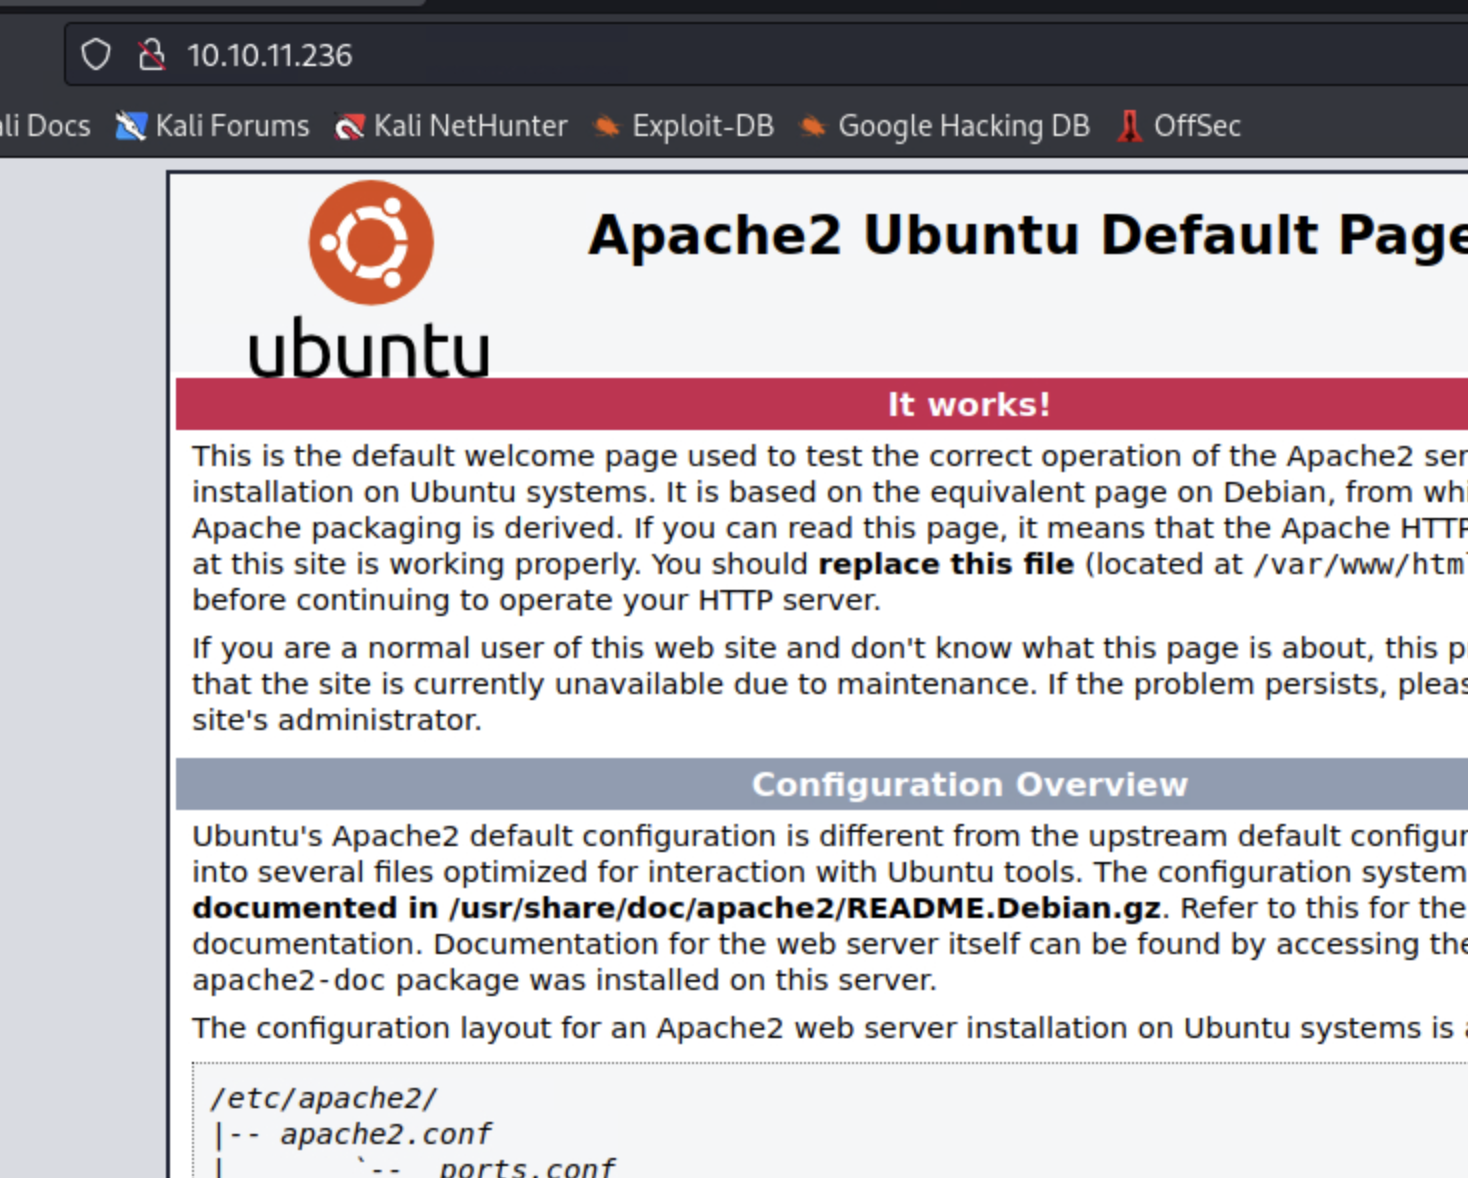 10.10.11.236
ali Docs Kali Forums Kali NetHunter Exploit-DB Google Hacking DB OffSec
Apache2 Ubuntu Default Page
ubuntu
It works!
This is the default welcome page used to test the correct operation of the Apache2 ser
installation on Ubuntu systems. It is based on the equivalent page on Debian, from whi
Apache packaging is derived. If you can read this page, it means that the Apache HTTP
at this site is working properly. You should replace this file (located at /var/www/html
before continuing to operate your HTTP server.
If you are a normal user of this web site and don't know what this page is about, this pr
that the site is currently unavailable due to maintenance. If the problem persists, pleas
site's administrator.
Configuration Overview
Ubuntu's Apache2 default configuration is different from the upstream default configur
into several files optimized for interaction with Ubuntu tools. The configuration system
documented in /usr/share/doc/apache2/README.Debian.gz. Refer to this for the
documentation. Documentation for the web server itself can be found by accessing the
apache2-doc package was installed on this server.
The configuration layout for an Apache2 web server installation on Ubuntu systems is a
/etc/apache2/
|-- apache2.conf
|       `--  ports.conf